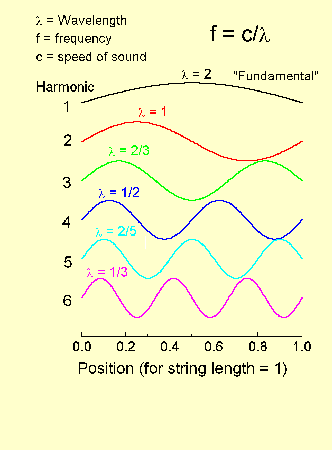 λ = Wavelength
f = frequency
c = speed of sound
f = c/λ
Harmonic
λ = 2 "Fundamental"
1
λ = 1
2
λ = 2/3
3
λ = 1/2
4
λ = 2/5
5
λ = 1/3
6
0.0 0.2 0.4 0.6 0.8 1.0
Position (for string length = 1)